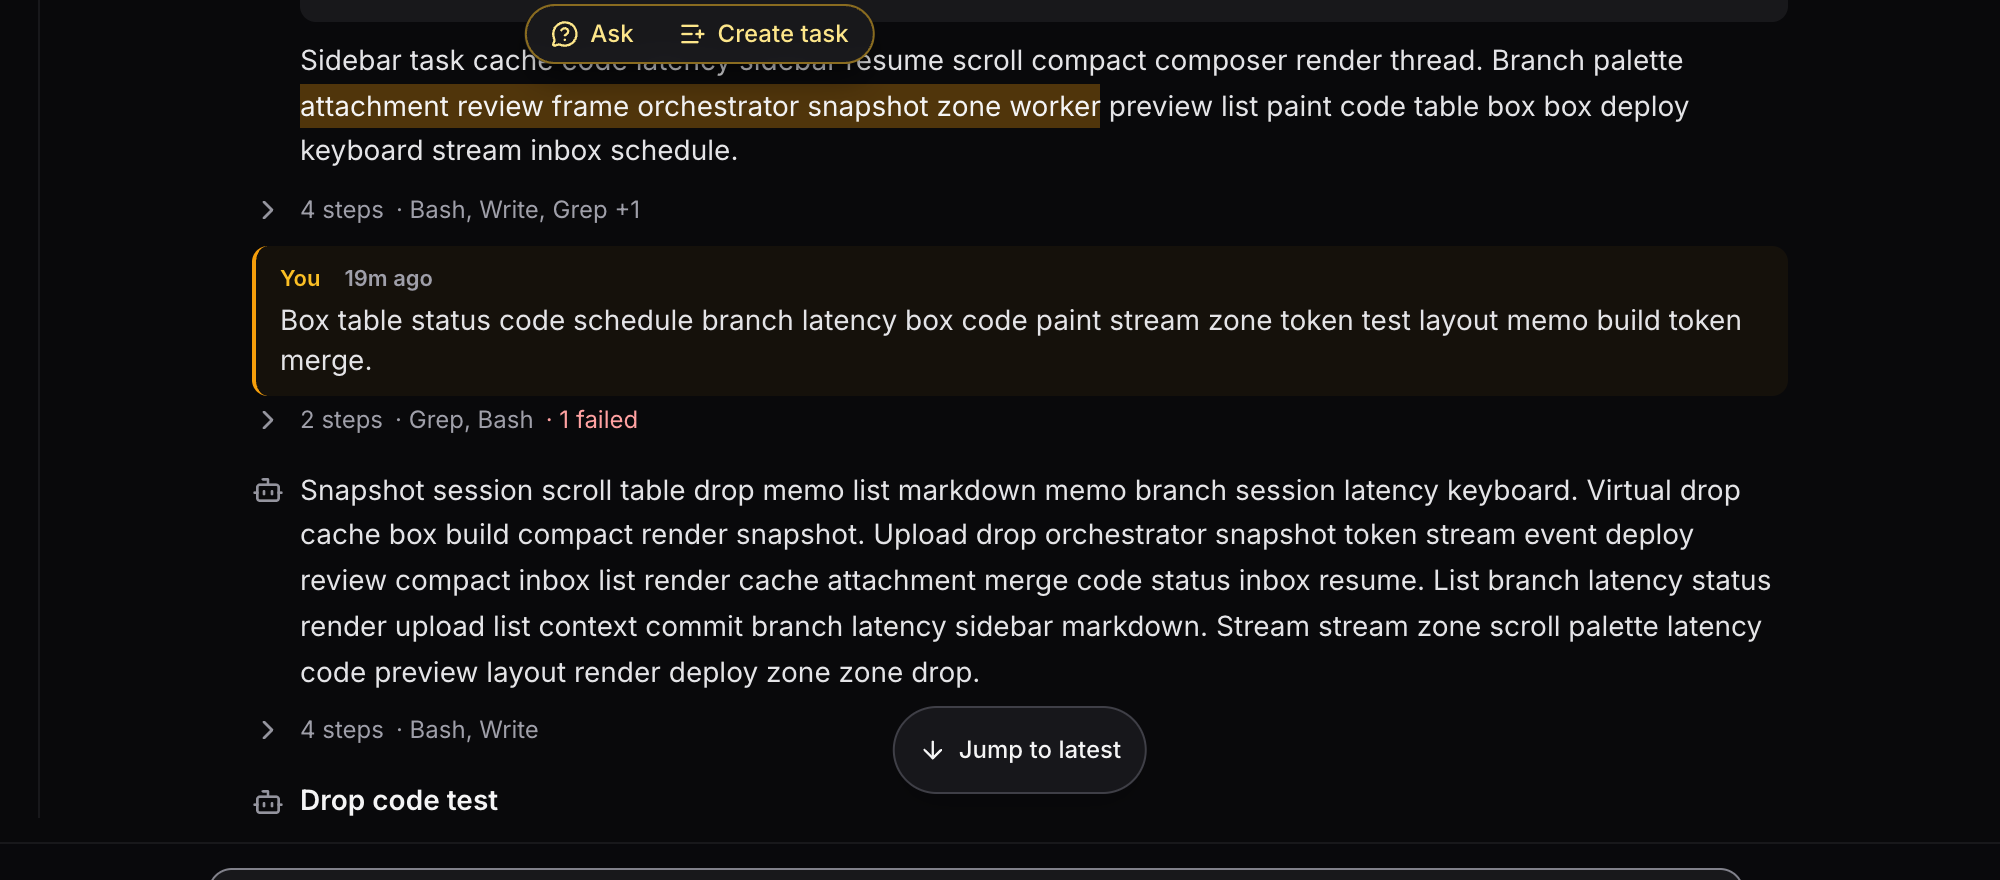 Ask Create task
Sidebar task cache code latency sidebar resume scroll compact composer render thread. Branch palette
attachment review frame orchestrator snapshot zone worker preview list paint code table box box deploy
keyboard stream inbox schedule.
4 steps · Bash, Write, Grep +1
You 19m ago
Box table status code schedule branch latency box code paint stream zone token test layout memo build token
merge.
2 steps · Grep, Bash · 1 failed
Snapshot session scroll table drop memo list markdown memo branch session latency keyboard. Virtual drop
cache box build compact render snapshot. Upload drop orchestrator snapshot token stream event deploy
review compact inbox list render cache attachment merge code status inbox resume. List branch latency status
render upload list context commit branch latency sidebar markdown. Stream stream zone scroll palette latency
code preview layout render deploy zone zone drop.
4 steps · Bash, Write
Jump to latest
Drop code test